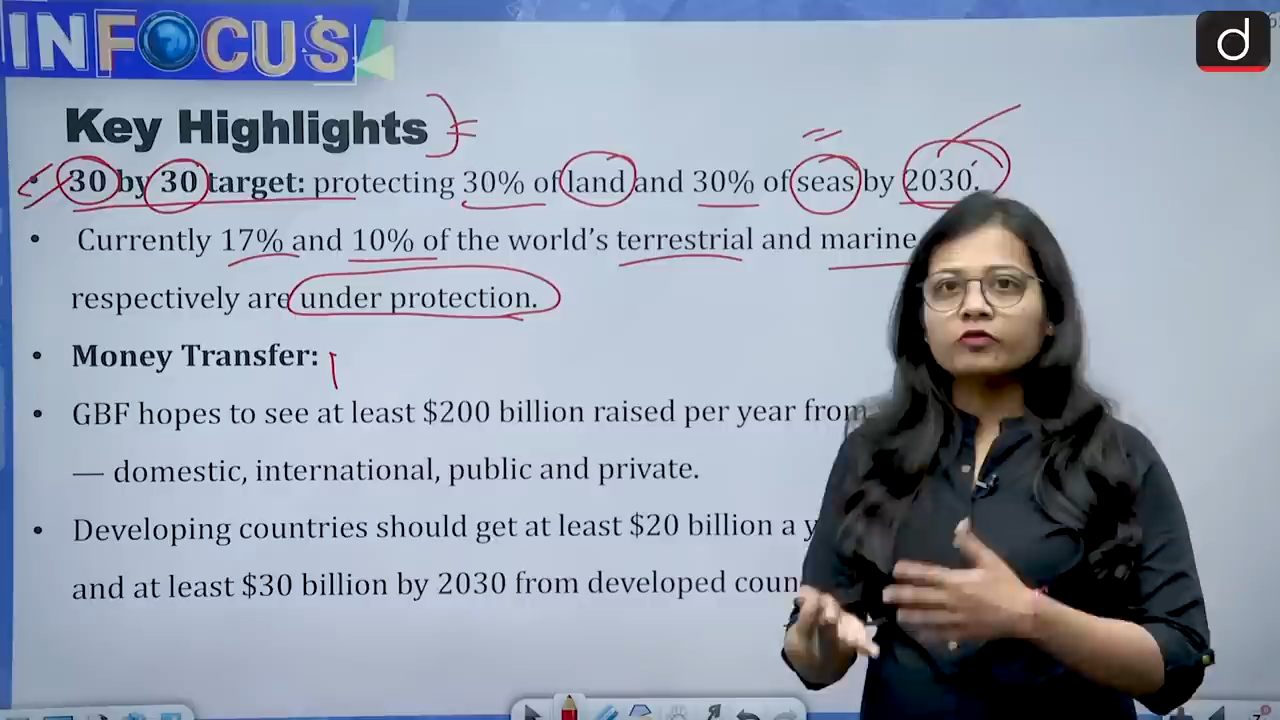 INFOCUS
d
Key Highlights
• 30 by 30 target: protecting 30% of land and 30% of seas by 2030.
• Currently 17% and 10% of the world's terrestrial and marine
respectively are under protection.
• Money Transfer:
• GBF hopes to see at least $200 billion raised per year from
— domestic, international, public and private.
• Developing countries should get at least $20 billion a
and at least $30 billion by 2030 from developed